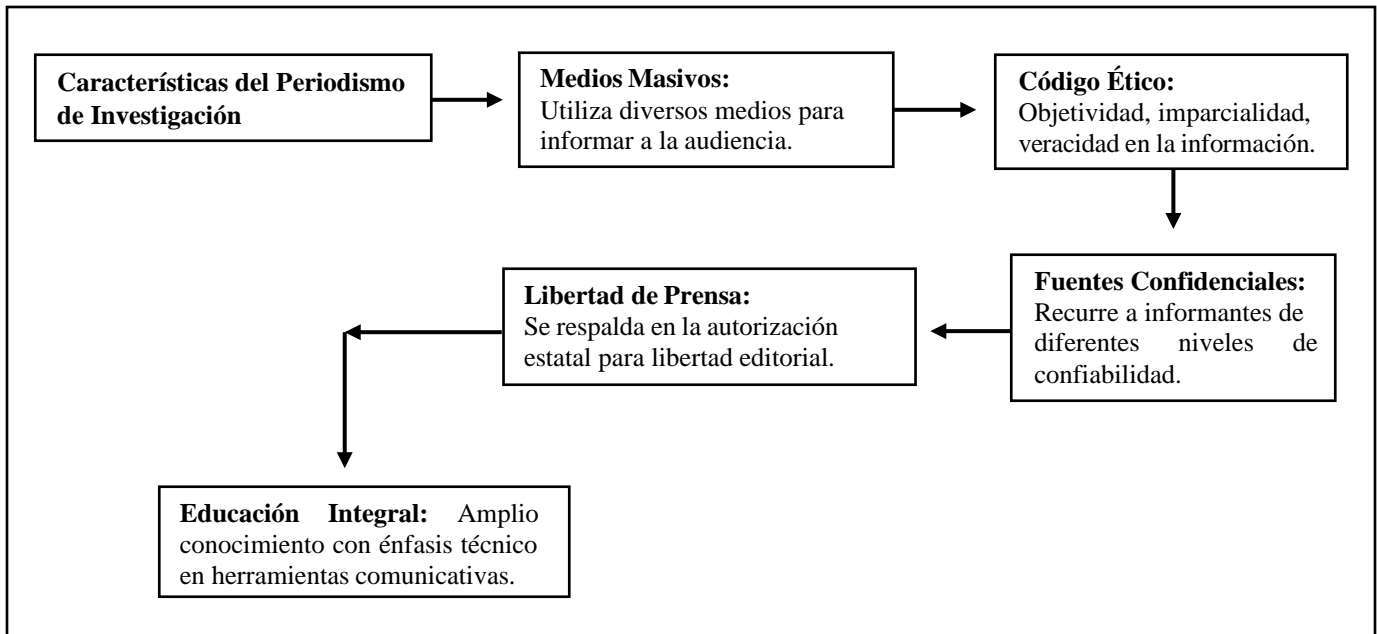 Características del Periodismo
de Investigación
Medios Masivos:
Utiliza diversos medios para
informar a la audiencia.
Código Ético:
Objetividad, imparcialidad,
veracidad en la información.
Fuentes Confidenciales:
Recurre a informantes de
diferentes niveles de
confiabilidad.
Libertad de Prensa:
Se respalda en la autorización
estatal para libertad editorial.
Educación Integral: Amplio
conocimiento con énfasis técnico
en herramientas comunicativas.